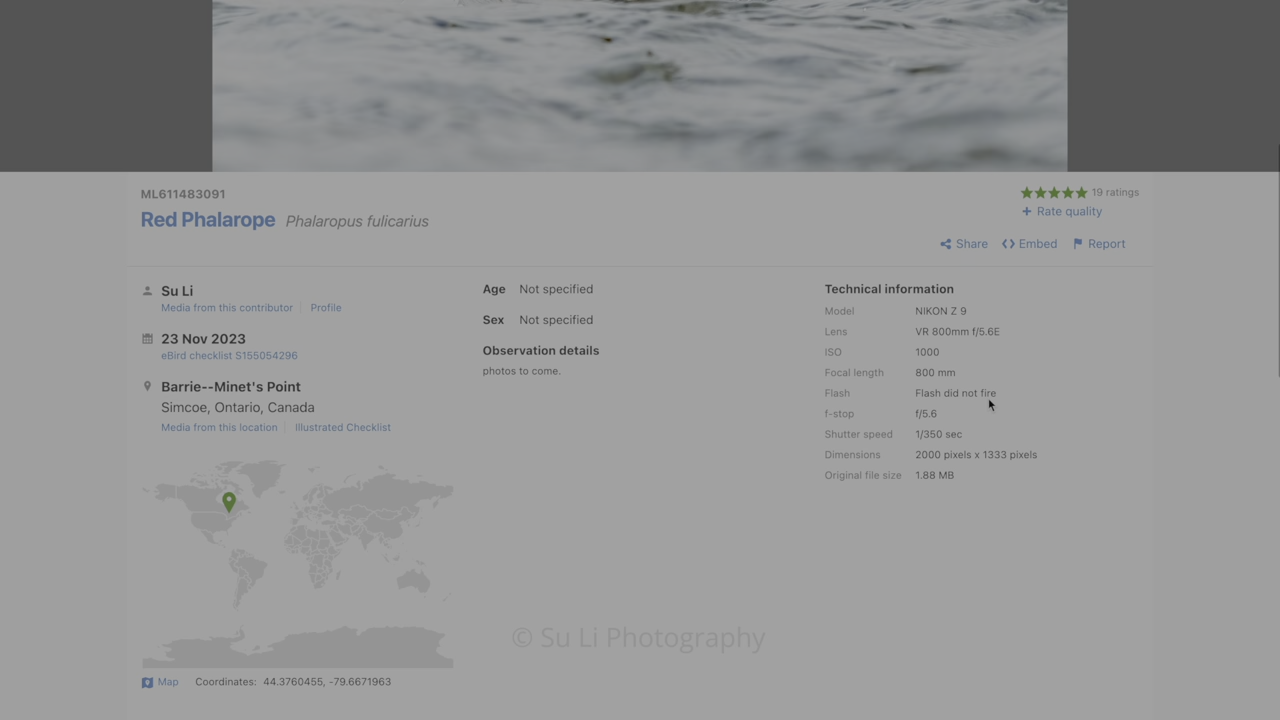 ML611483091
19 ratings
Red Phalarope Phalaropus fulicarius
Rate quality
Share Embed Report
Su Li
Media from this contributor Profile
23 Nov 2023
eBird checklist S155054296
Barrie--Minet's Point
Simcoe, Ontario, Canada
Media from this location Illustrated Checklist
Map Coordinates: 44.3760455, -79.6671963
Age Not specified
Sex Not specified
Observation details
photos to come.
Technical information
Model NIKON Z 9
Lens VR 800mm f/5.6E
ISO 1000
Focal length 800 mm
Flash Flash did not fire
f-stop f/5.6
Shutter speed 1/350 sec
Dimensions 2000 pixels x 1333 pixels
Original file size 1.88 MB
© Su Li Photography